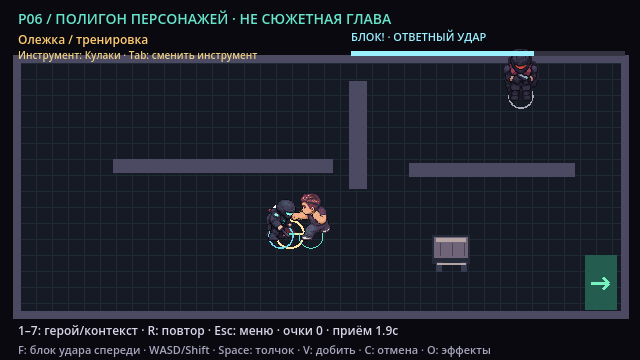 P06 / ПОЛИГОН ПЕРСОНАЖЕЙ · НЕ СЮЖЕТНАЯ ГЛАВА
Олежка / тренировка
БЛОК! · ОТВЕТНЫЙ УДАР
Инструмент: Кулаки · Tab: сменить инструмент
1–7: герой/контекст · R: повтор · Esc: меню · очки 0 · приём 1.9с
F: блок удара спереди · WASD/Shift · Space: толчок · V: добить · C: отмена · O: эффекты